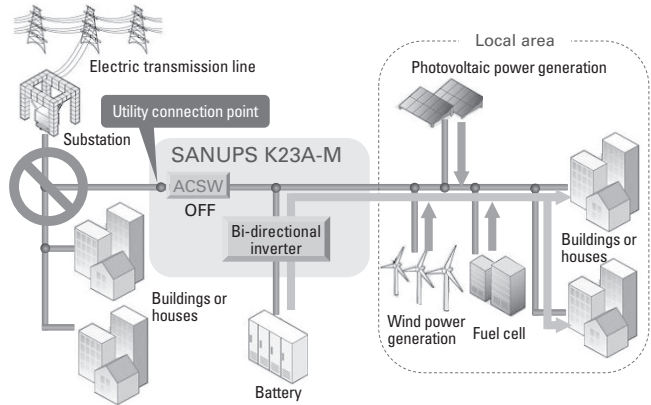 Local area
Electric transmission line
Photovoltaic power generation
Utility connection point
Substation
SANUPS K23A-M
ACSW
OFF
Bi-directional
inverter
Buildings or
houses
Buildings or
houses
Wind power
generation
Fuel cell
Battery